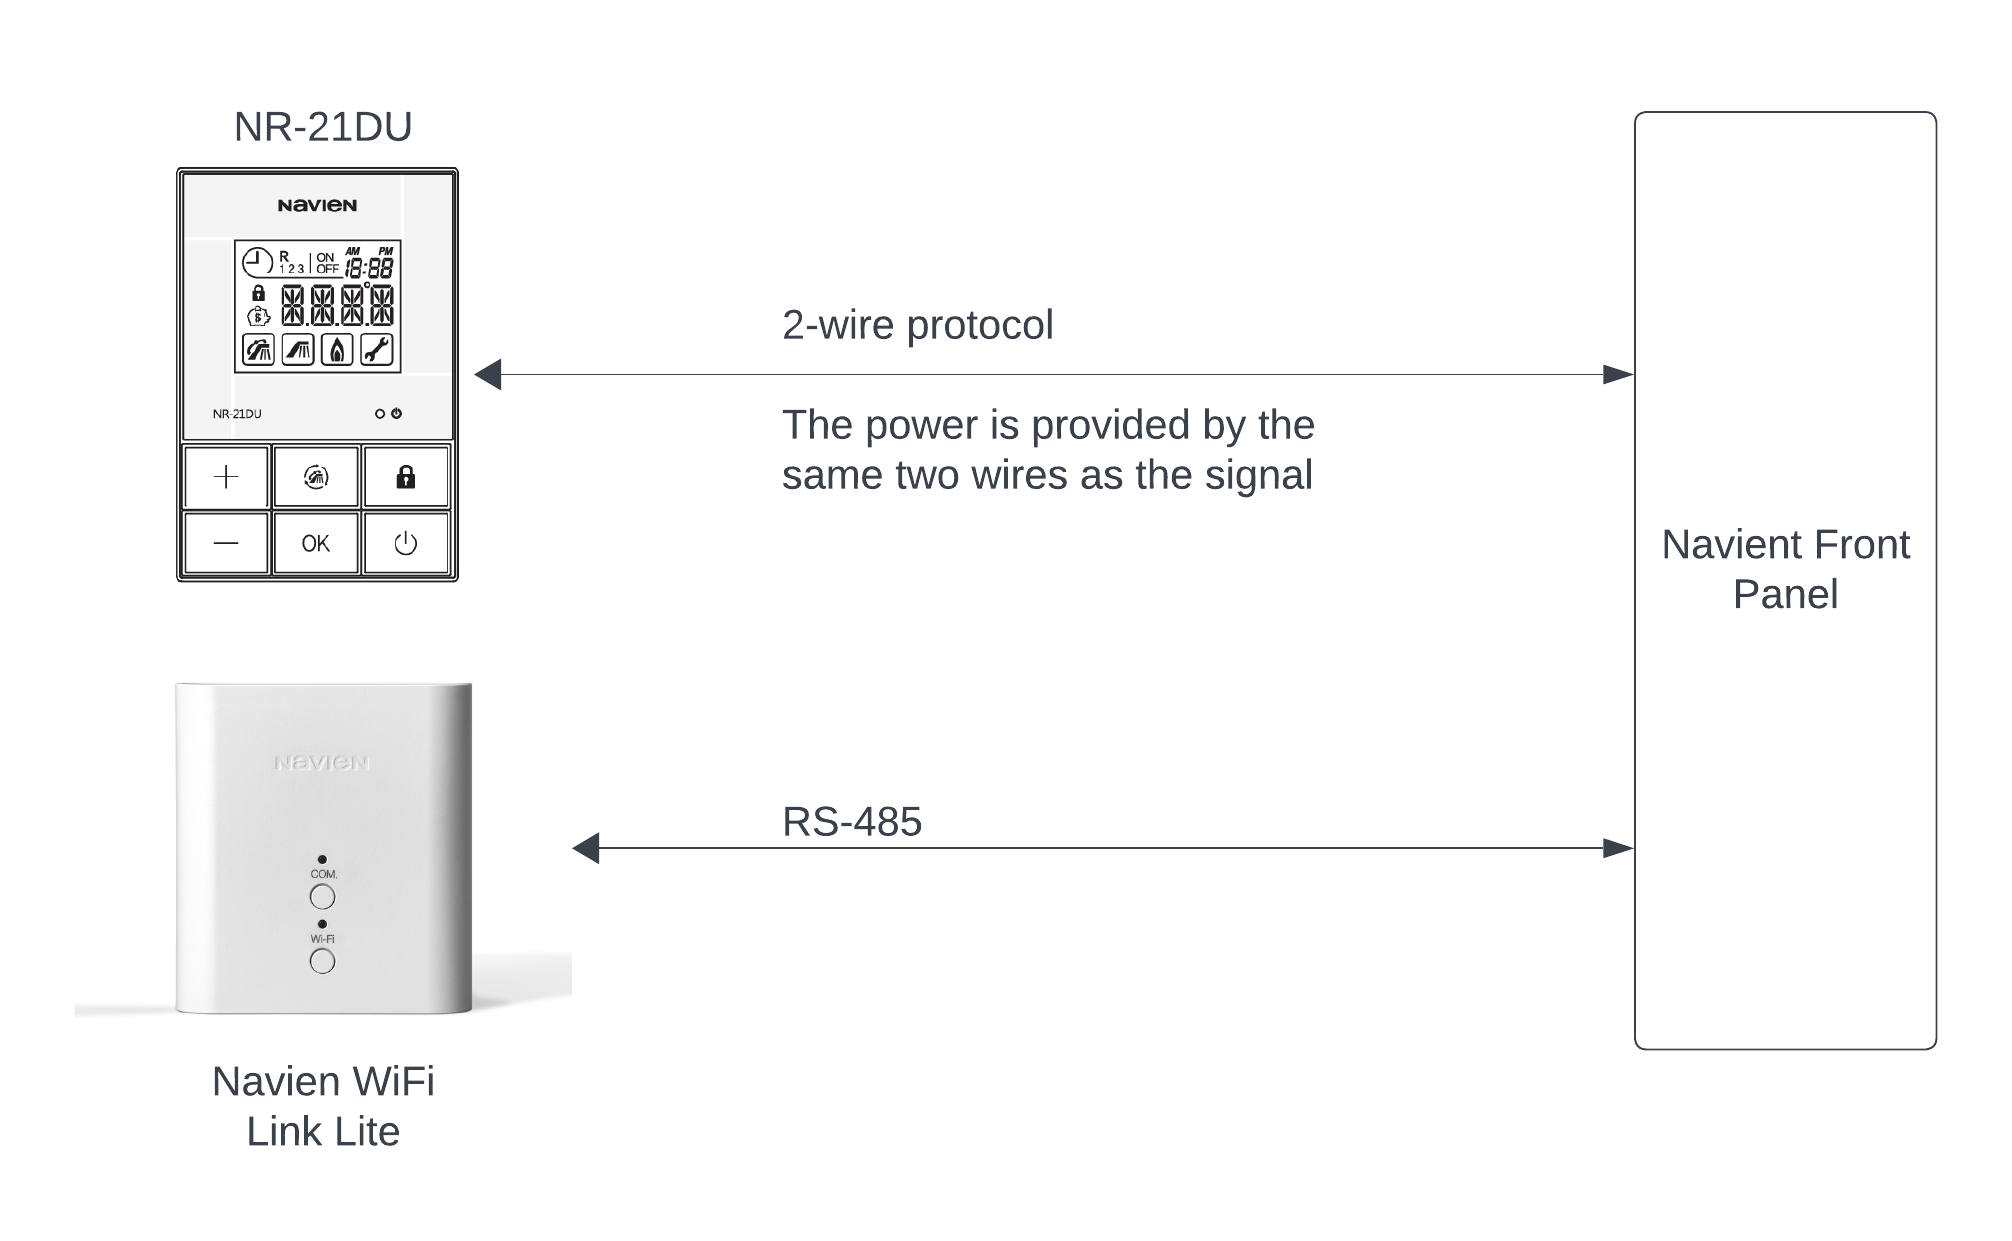 NR-21DU
NAVIEN
R
1 2 3
ON
OFF
AM PM
18:88
NR-21DU
OK
2-wire protocol
The power is provided by the
same two wires as the signal
Navient Front
Panel
NAVIEN
COM.
Wi-Fi
RS-485
Navien WiFi
Link Lite